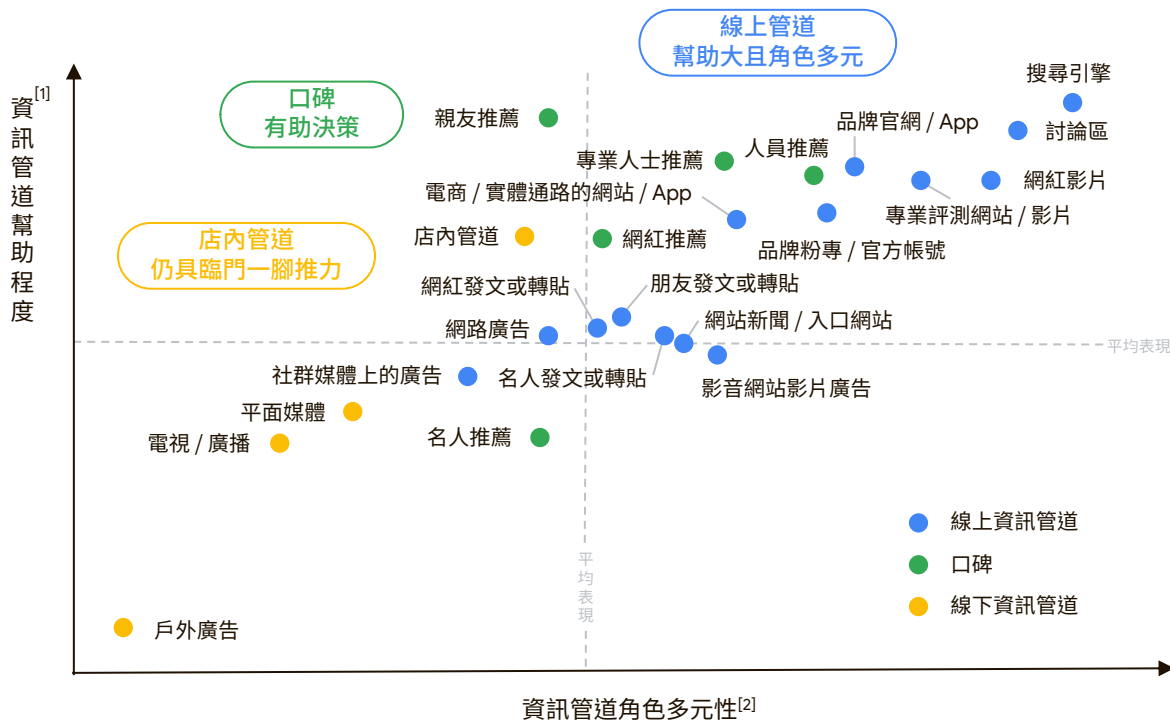 線上管道
幫助大且角色多元
口碑
有助決策
店內管道
仍具臨門一腳推力
資訊管道幫助程度[1]
搜尋引擎
討論區
親友推薦
品牌官網 / App
人員推薦
專業人士推薦
網紅影片
電商 / 實體通路的網站 / App
專業評測網站 / 影片
店內管道
網紅推薦
品牌粉專 / 官方帳號
網紅發文或轉貼
朋友發文或轉貼
網路廣告
網站新聞 / 入口網站
平均表現
社群媒體上的廣告
名人發文或轉貼
影音網站影片廣告
平面媒體
電視 / 廣播
名人推薦
線上資訊管道
口碑
線下資訊管道
平均表現
戶外廣告
資訊管道角色多元性[2]